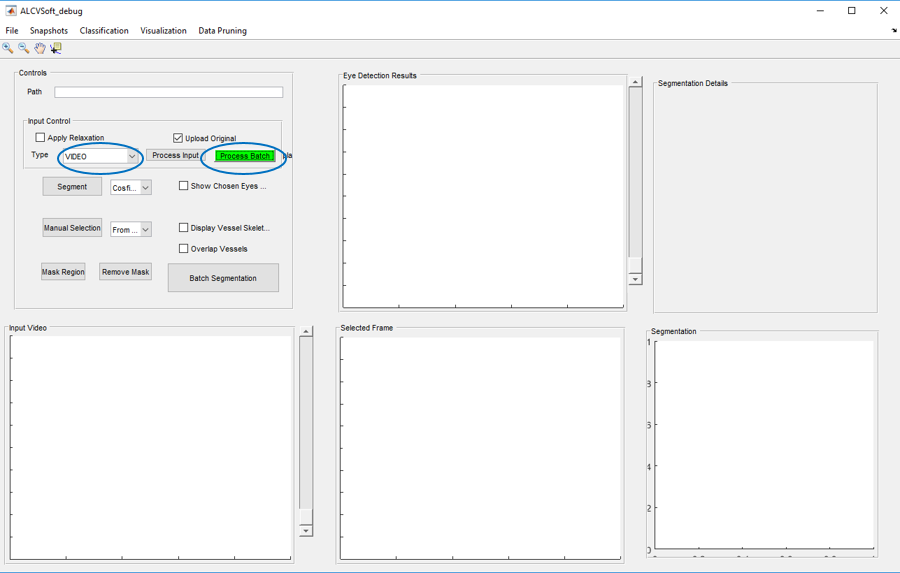 ALCVSoft_debug
File Snapshots Classification Visualization Data Pruning
Controls
Path
Input Control
Apply Relaxation Upload Original
Type VIDEO Process Input Process Batch
Segment Cosfi... Show Chosen Eyes ...
Manual Selection From ... Display Vessel Skelet...
Overlap Vessels
Mask Region Remove Mask Batch Segmentation
Eye Detection Results
Segmentation Details
Input Video
Selected Frame
Segmentation
1
8
6
4
2
0